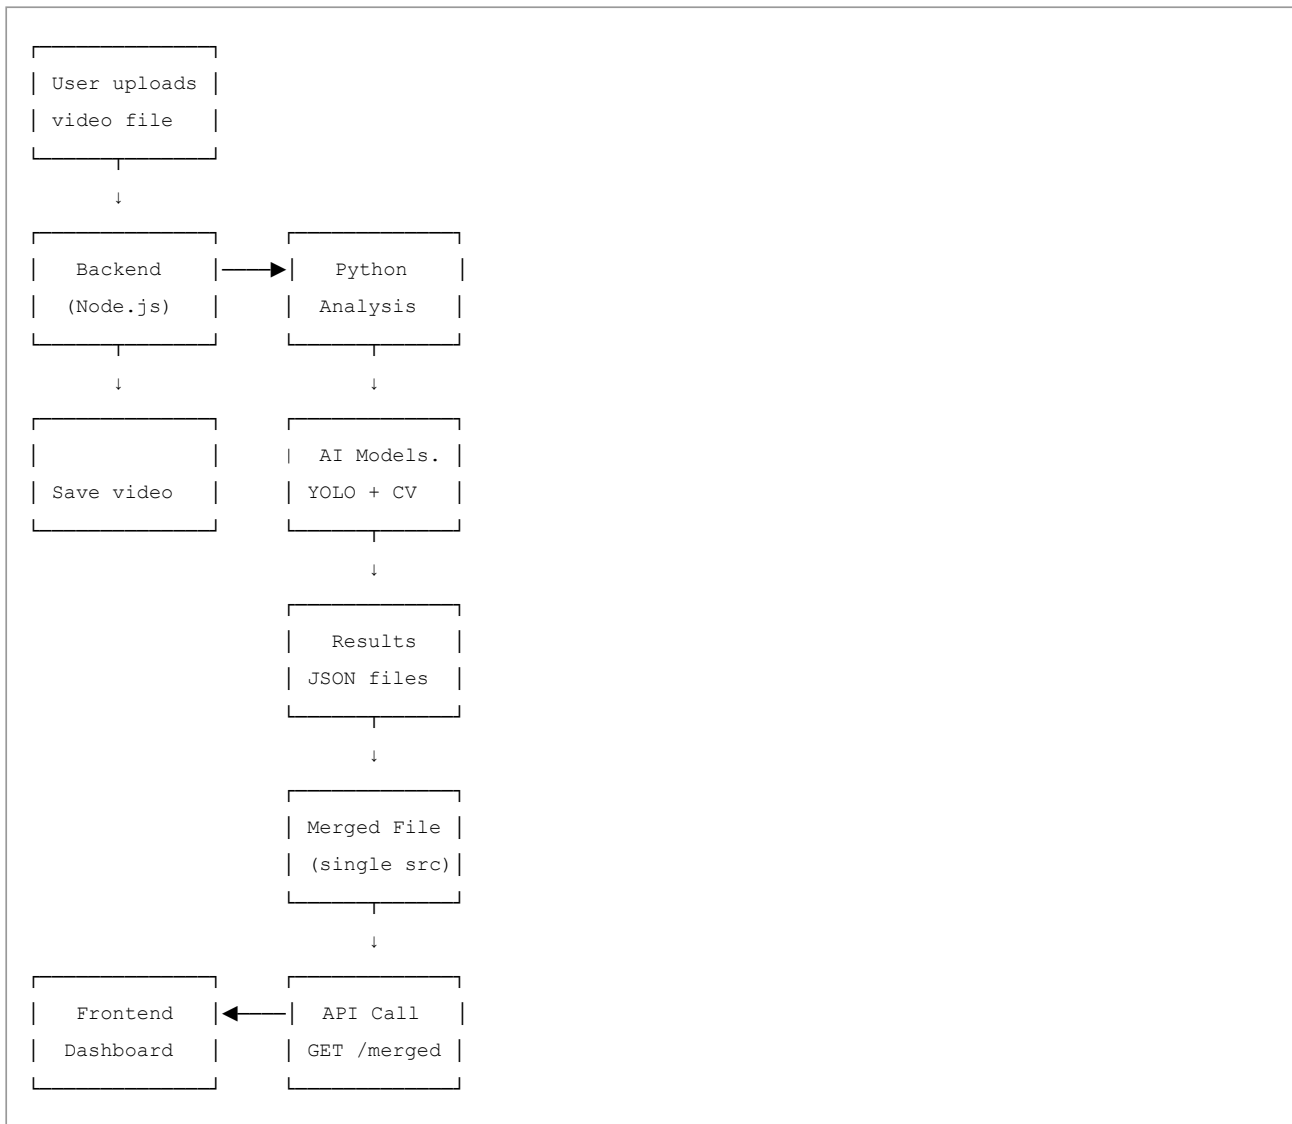 User uploads
video file
Backend
(Node.js)
Python
Analysis
Save video
AI Models.
YOLO + CV
Results
JSON files
Merged File
(single src)
Frontend
Dashboard
API Call
GET /merged